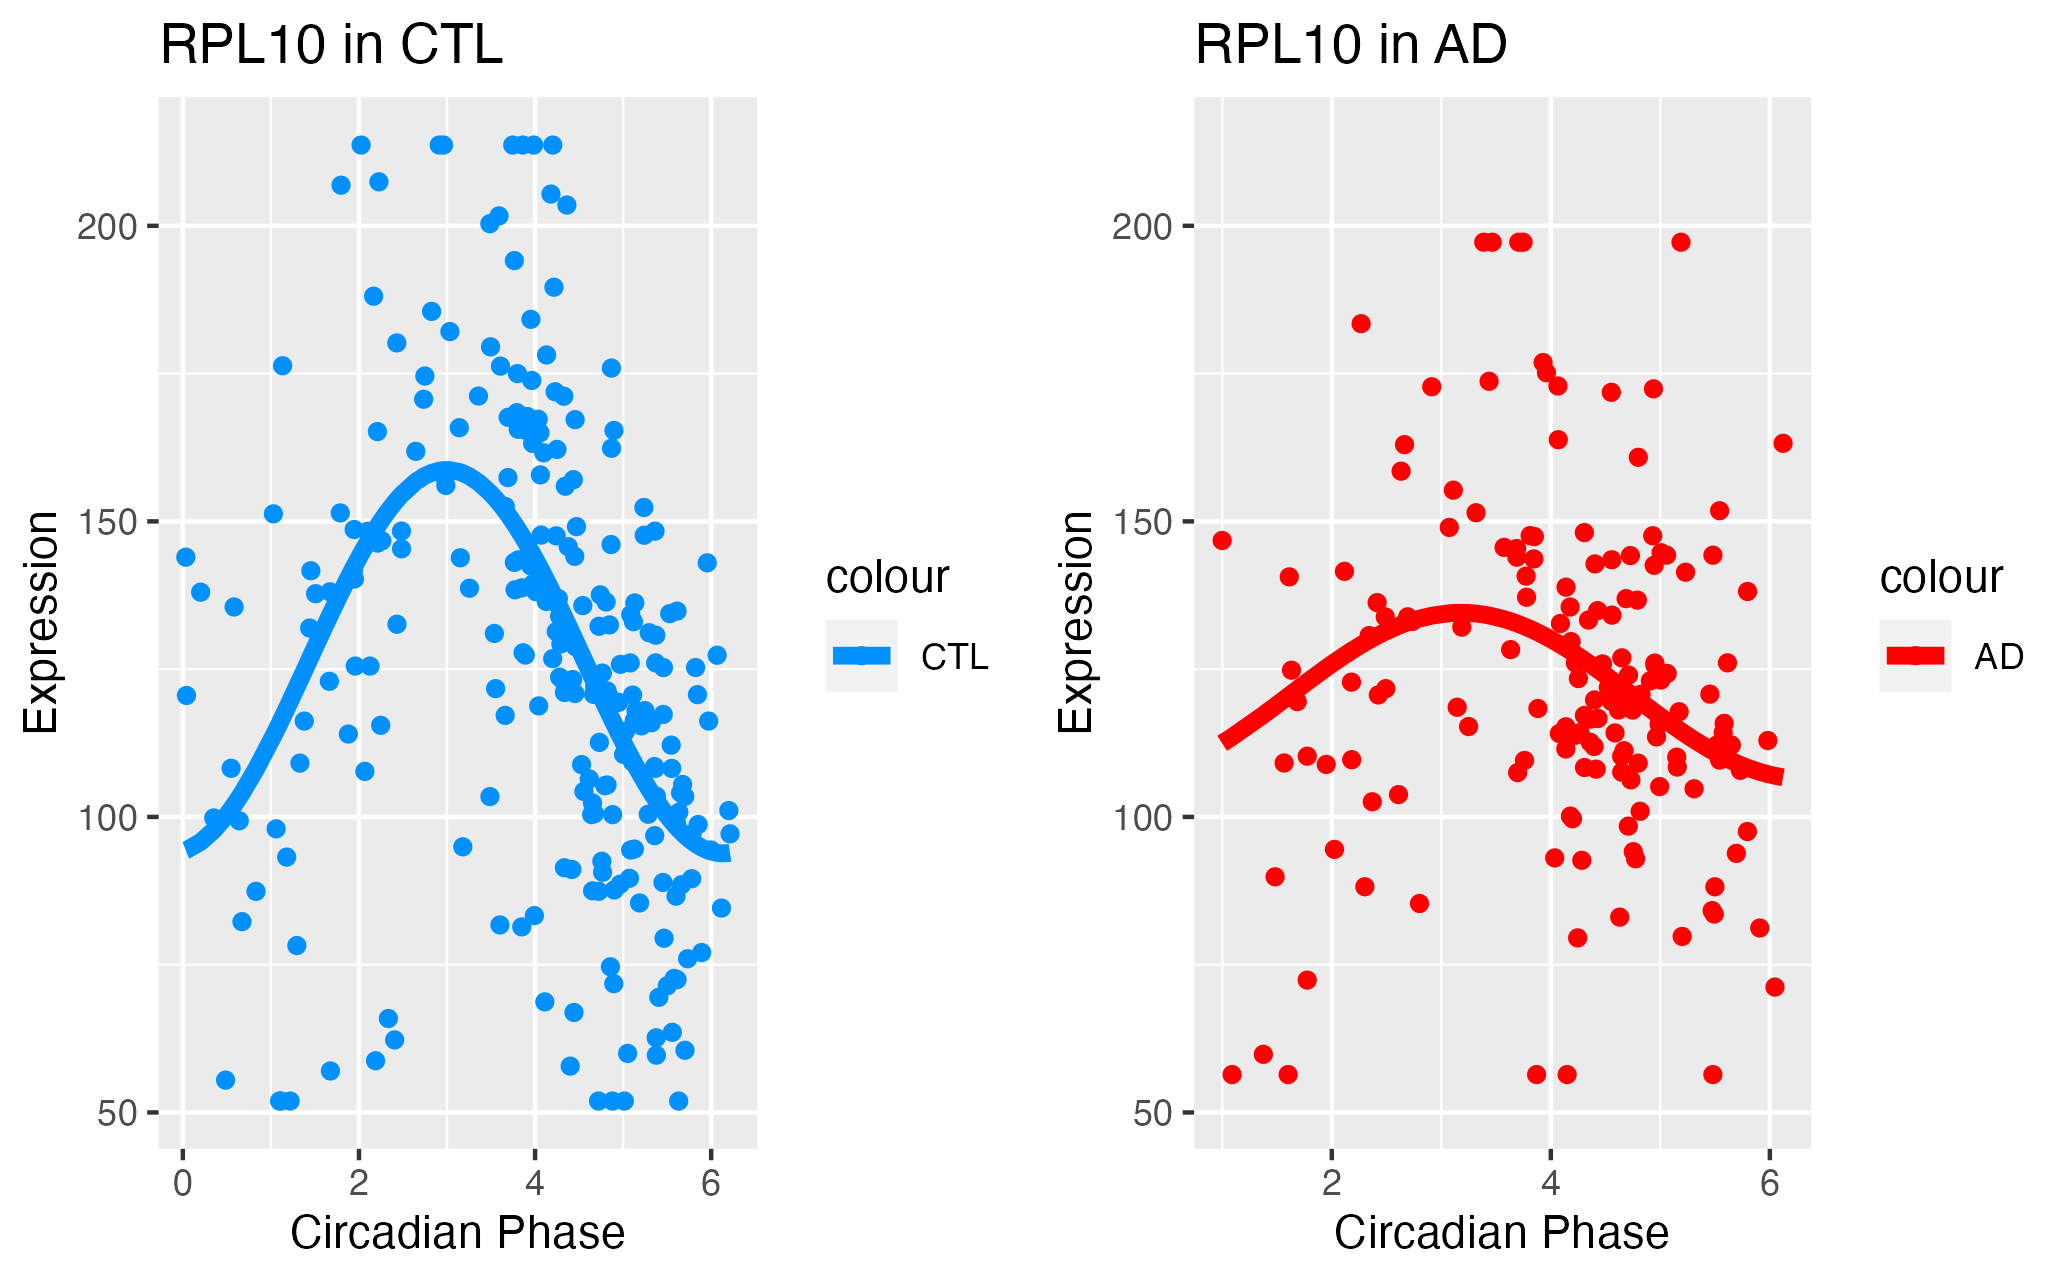 RPL10 in CTL
Expression
200
150
100
50
0 2 4 6
Circadian Phase
colour
CTL
RPL10 in AD
Expression
200
150
100
50
2 4 6
Circadian Phase
colour
AD